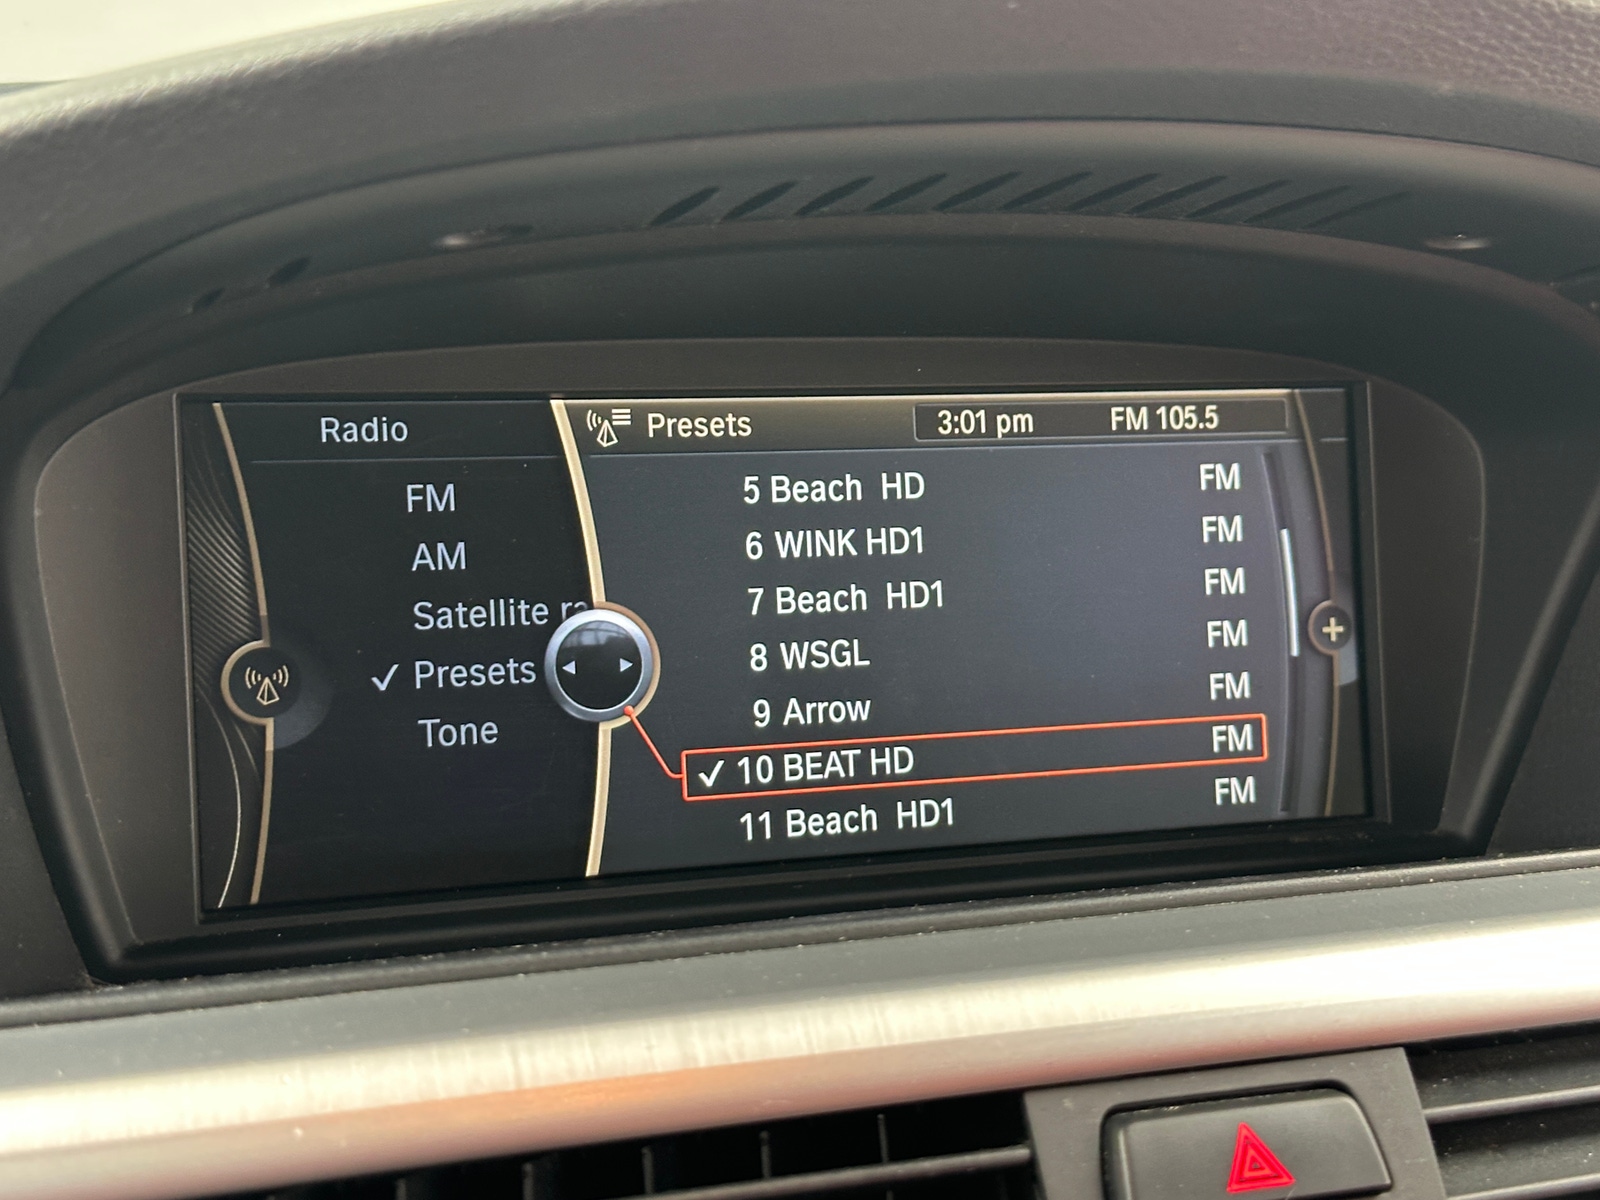 Radio
FM
AM
Satellite ra
✓ Presets
Tone
Presets 3:01 pm FM 105.5
5 Beach HD FM
6 WINK HD1 FM
7 Beach HD1 FM
8 WSGL FM
9 Arrow FM
✓ 10 BEAT HD FM
11 Beach HD1 FM